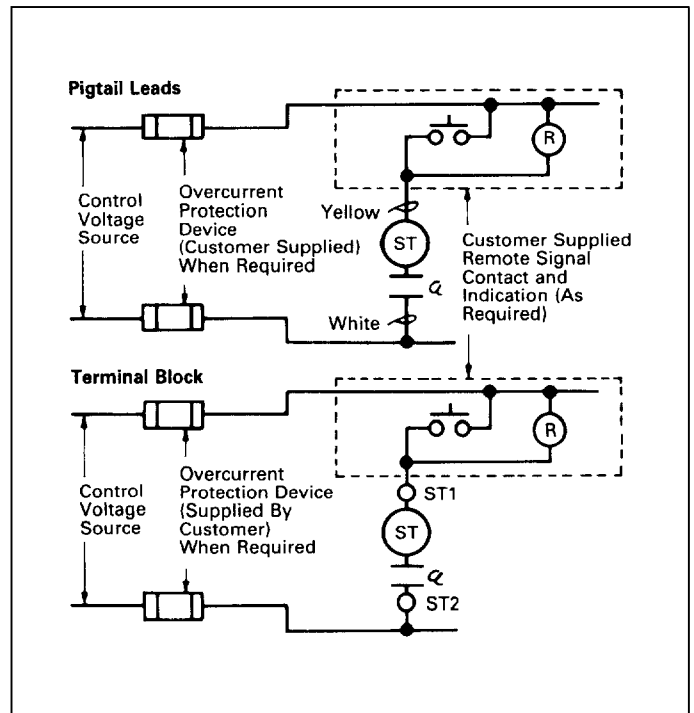 Pigtail Leads
R
Control
Voltage
Source
Overcurrent
Protection
Device
(Customer Supplied)
When Required
Yellow
ST
a
White
Customer Supplied
Remote Signal
Contact and
Indication (As
Required)
Terminal Block
R
Control
Voltage
Source
Overcurrent
Protection Device
(Supplied By
Customer)
When Required
ST1
ST
a
ST2